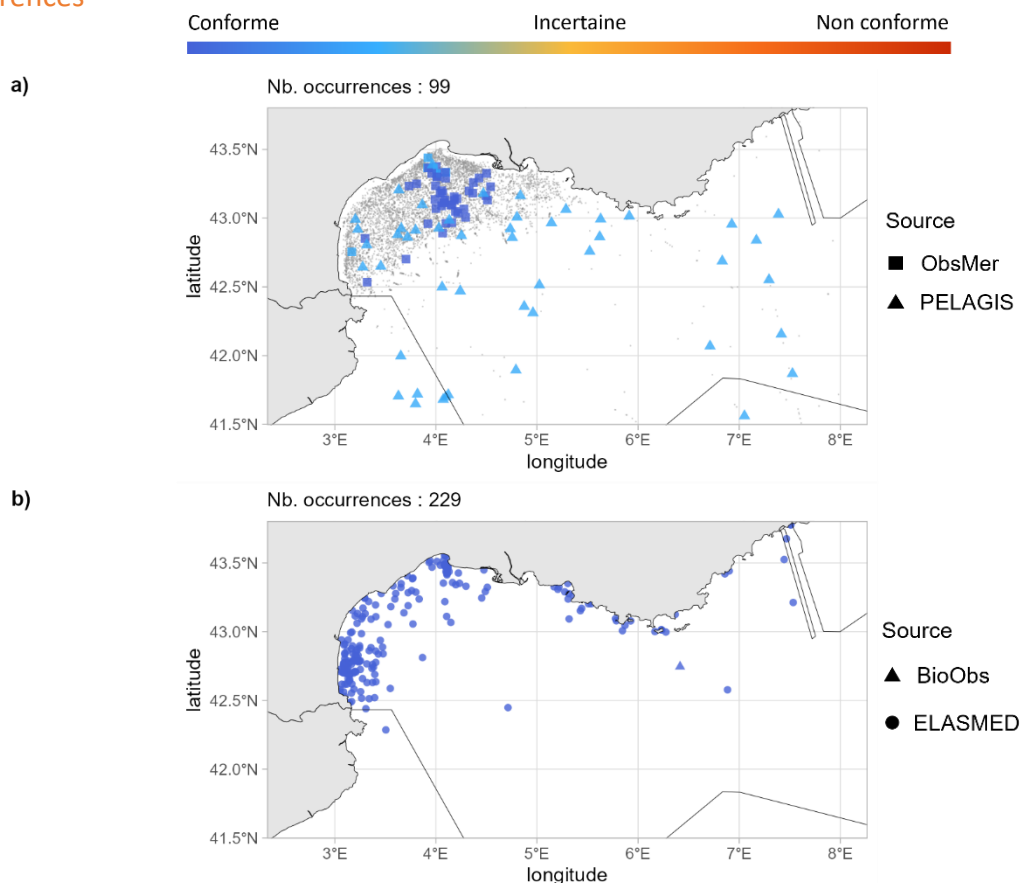 Conforme Incertaine Non conforme
a)
Nb. occurrences : 99
43.5°N
43.0°N
42.5°N
42.0°N
41.5°N
latitude
3°E 4°E 5°E 6°E 7°E 8°E
longitude
Source
ObsMer
PELAGIS
b)
Nb. occurrences : 229
43.5°N
43.0°N
42.5°N
42.0°N
41.5°N
latitude
3°E 4°E 5°E 6°E 7°E 8°E
longitude
Source
BioObs
ELASMED